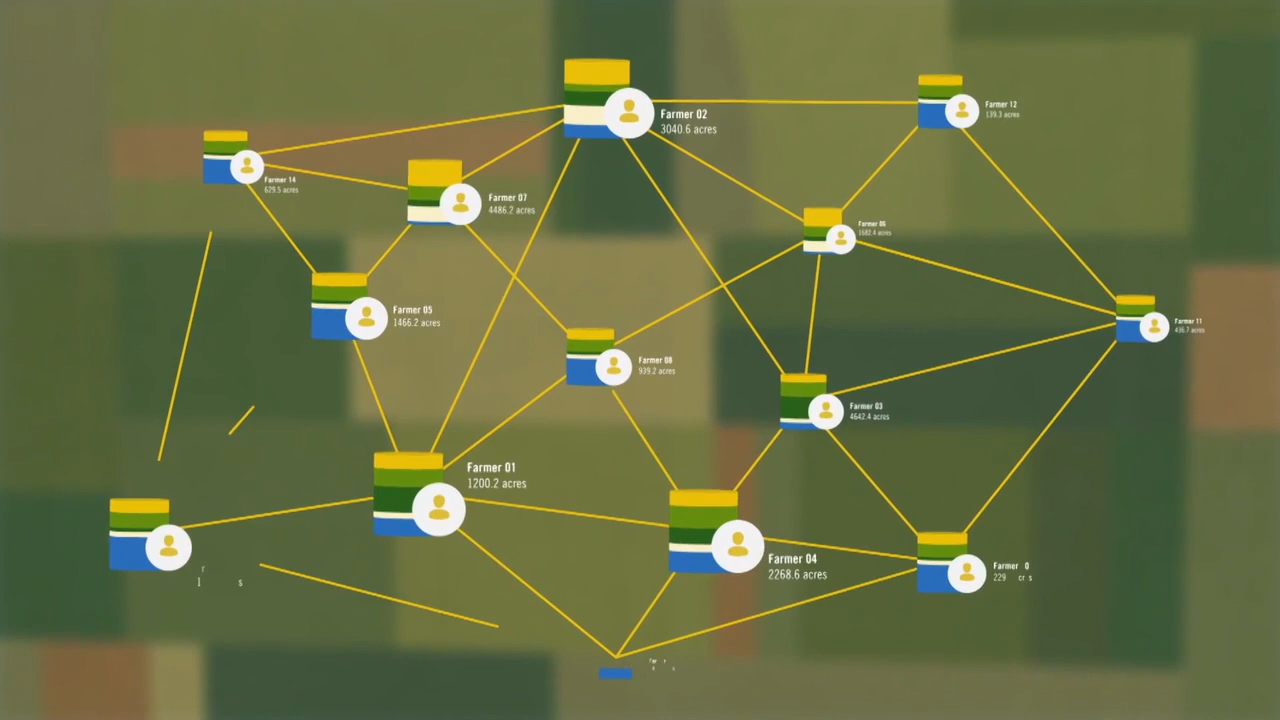 Farmer 02
3040.6 acres
Farmer 12
139.3 acres
Farmer 14
629.5 acres
Farmer 07
4486.2 acres
1682.4 acres
Farmer 05
1466.2 acres
Farmer 11
436.7 acres
Farmer 08
939.2 acres
Farmer 03
4642.4 acres
Farmer 01
1200.2 acres
Farmer 04
2268.6 acres
Farmer 0
229